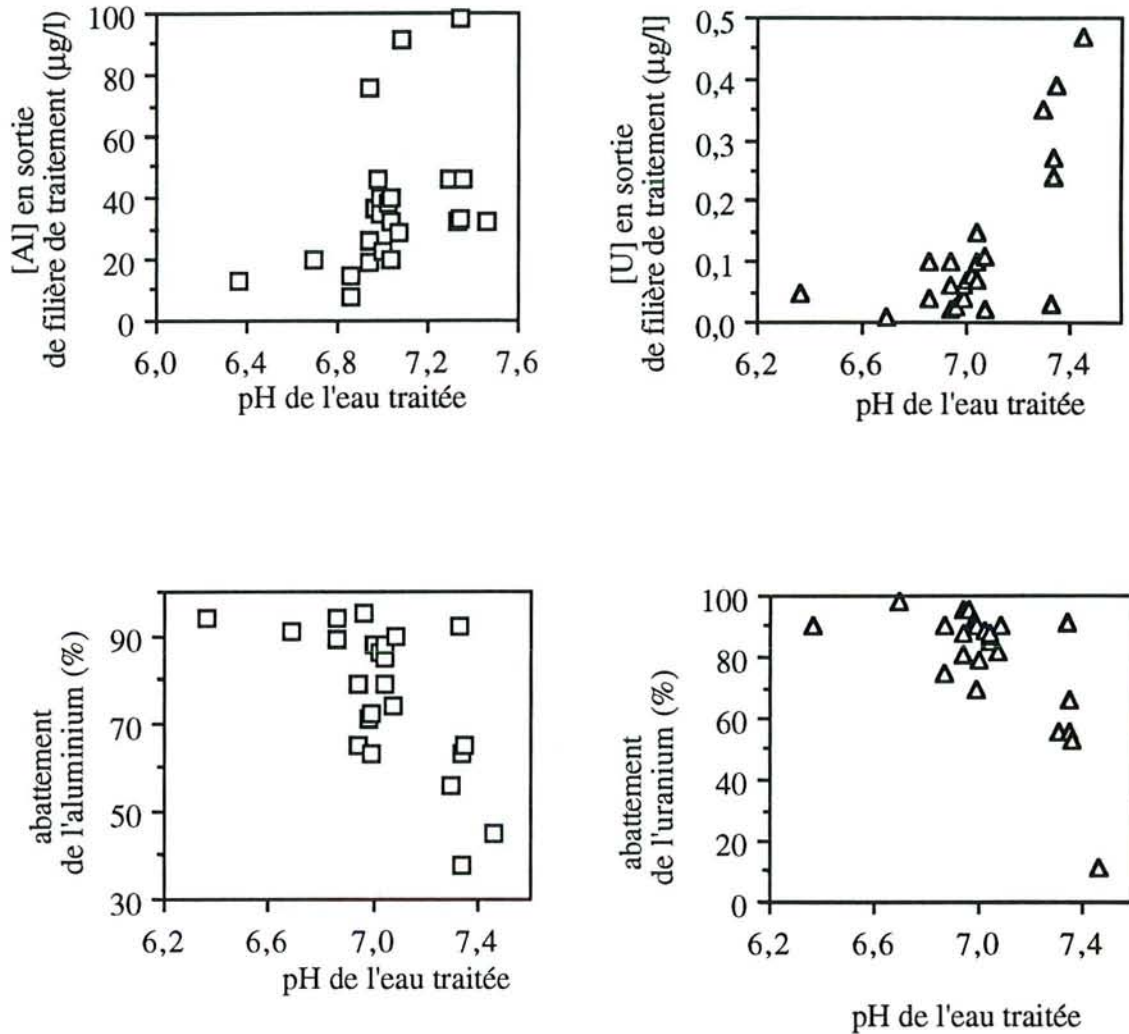 [Al] en sortie
de filière de traitement (µg/l)
100
80
60
40
20
0
6,0 6,4 6,8 7,2 7,6
pH de l'eau traitée
[U] en sortie
de filière de traitement (µg/l]
0,5
0,4
0,3
0,2
0,1
0,0
6,2 6,6 7,0 7,4
pH de l'eau traitée
abattement
de l'aluminium (%)
90
70
50
30
6,2 6,6 7,0 7,4
pH de l'eau traitée
abattement
de l'uranium (%)
100
80
60
40
20
0
6,2 6,6 7,0 7,4
pH de l'eau traitée